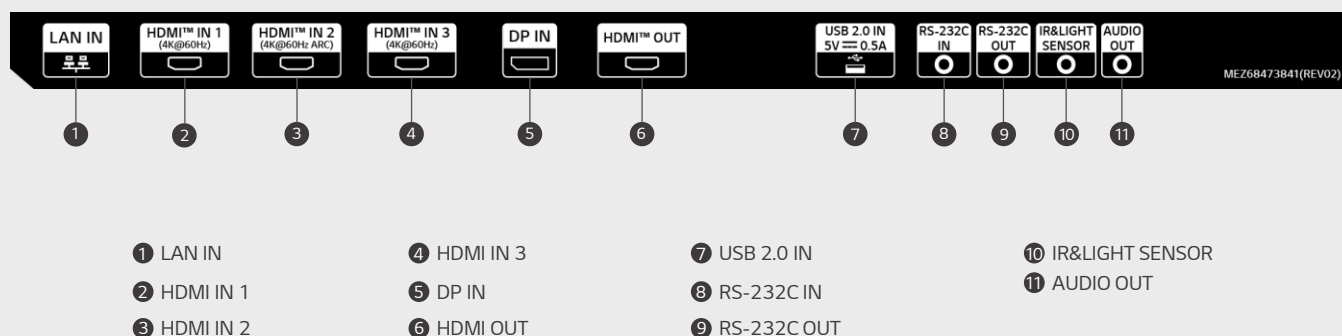 LAN IN
HDMI™ IN 1
(4K@60Hz)
HDMI™ IN 2
(4K@60Hz ARC)
HDMI™ IN 3
(4K@60Hz)
DP IN
HDMI™ OUT
USB 2.0 IN
5V ⎓ 0.5A
RS-232C
IN
RS-232C
OUT
IR&LIGHT
SENSOR
AUDIO
OUT
MEZ68473841(REV02)
1 2 3 4 5 6 7 8 9 10 11
1 LAN IN
2 HDMI IN 1
3 HDMI IN 2
4 HDMI IN 3
5 DP IN
6 HDMI OUT
7 USB 2.0 IN
8 RS-232C IN
9 RS-232C OUT
10 IR&LIGHT SENSOR
11 AUDIO OUT